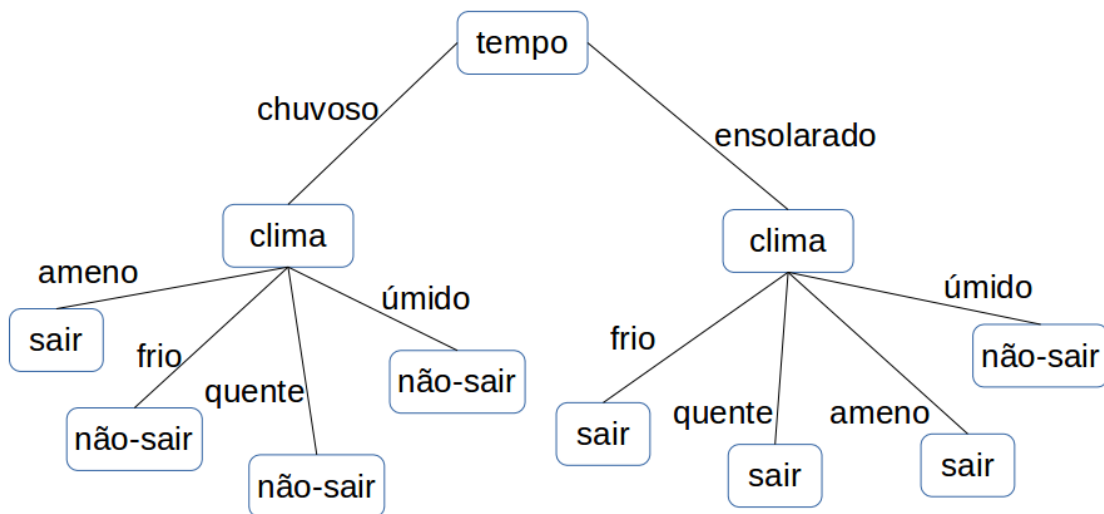 tempo
chuvoso
ensolarado
clima
clima
ameno
úmido
úmido
sair
frio
frio
não-sair
quente
não-sair
quente
ameno
não-sair
sair
sair
sair
não-sair